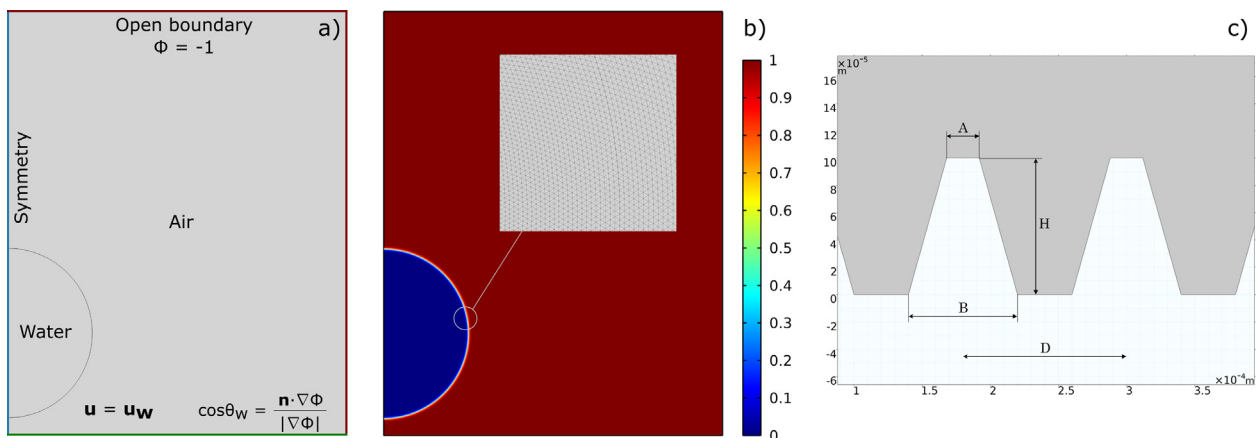 a)
Open boundary
Φ = -1
Symmetry
Air
Water
u = u_w
cosθ_w = n·∇Φ / |∇Φ|
b)
1
0.9
0.8
0.7
0.6
0.5
0.4
0.3
0.2
0.1
0
c)
×10⁻⁵
m
16
14
12
10
8
6
4
2
0
-2
-4
-6
A
H
B
D
1
1.5
2
2.5
3
3.5
×10⁻⁴m